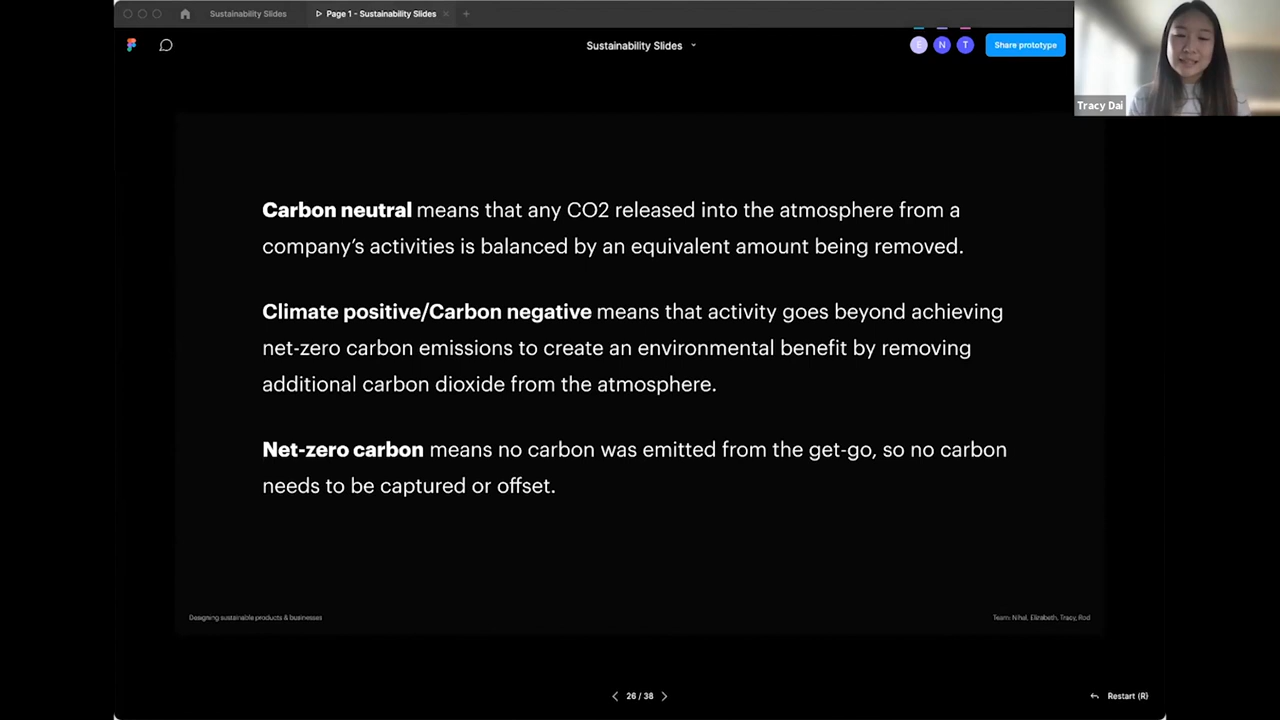 Sustainability Slides
Page 1 - Sustainability Slides
Sustainability Slides
E N T
Share prototype
Tracy Dai
Carbon neutral means that any CO2 released into the atmosphere from a
company's activities is balanced by an equivalent amount being removed.
Climate positive/Carbon negative means that activity goes beyond achieving
net-zero carbon emissions to create an environmental benefit by removing
additional carbon dioxide from the atmosphere.
Net-zero carbon means no carbon was emitted from the get-go, so no carbon
needs to be captured or offset.
Designing sustainable products & businesses
Team: Nihal, Elizabeth, Tracy, Rod
26 / 38
Restart (R)